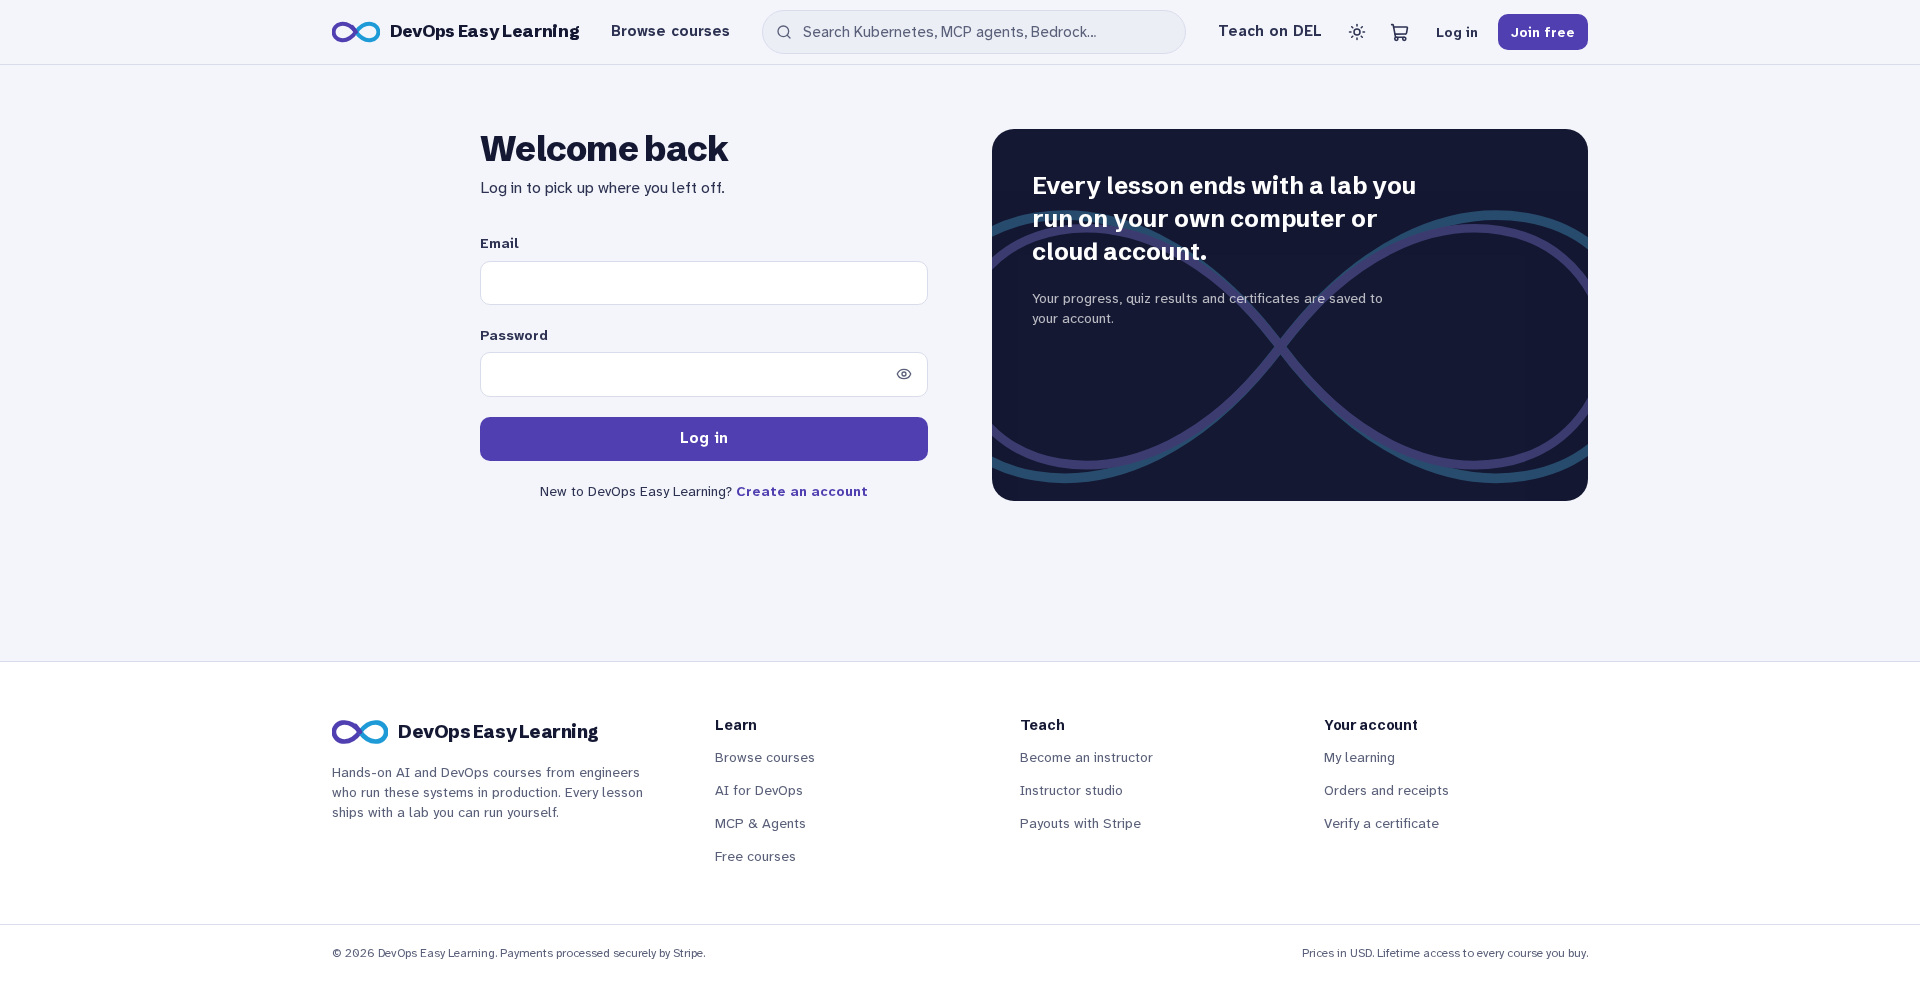 DevOps Easy Learning
Browse courses
Search Kubernetes, MCP agents, Bedrock...
Teach on DEL
Log in
Join free
Welcome back
Log in to pick up where you left off.
Email
Password
Log in
New to DevOps Easy Learning? Create an account
Every lesson ends with a lab you
run on your own computer or
cloud account.
Your progress, quiz results and certificates are saved to
your account.
DevOps Easy Learning
Hands-on AI and DevOps courses from engineers
who run these systems in production. Every lesson
ships with a lab you can run yourself.
Learn
Browse courses
AI for DevOps
MCP & Agents
Free courses
Teach
Become an instructor
Instructor studio
Payouts with Stripe
Your account
My learning
Orders and receipts
Verify a certificate
© 2026 DevOps Easy Learning. Payments processed securely by Stripe.
Prices in USD. Lifetime access to every course you buy.